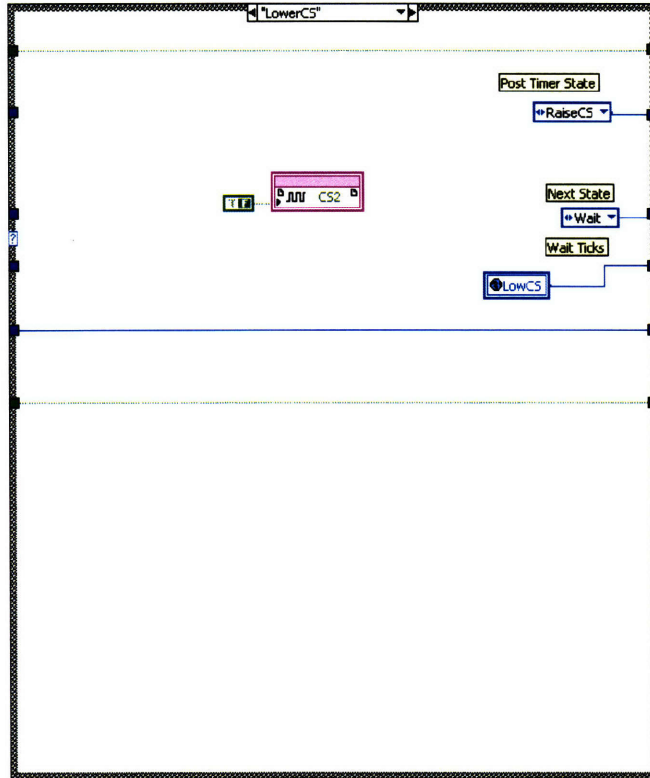 "LowerCS"
Post Timer State
RaiseCS
CS2
T F
Next State
Wait
Wait Ticks
?
LowCS